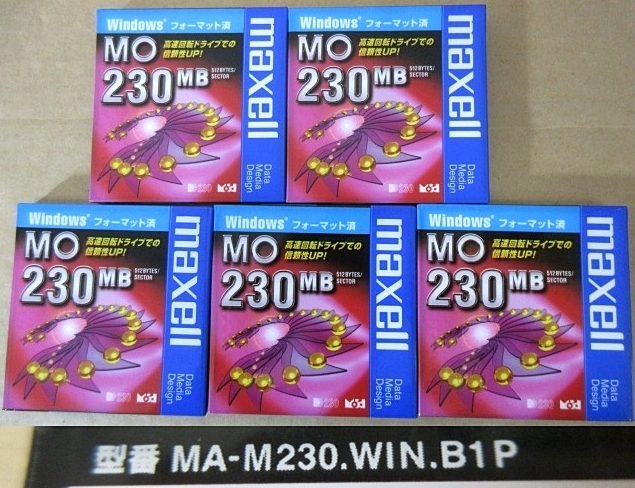 Windows® フォーマット済
MO
高速回転ドライブでの
信頼性UP!
230MB
512BYTES/
SECTOR
maxell
Data
Media
Design
230
Windows® フォーマット済
MO
高速回転ドライブでの
信頼性UP!
230MB
512BYTES/
SECTOR
maxell
Data
Media
Design
230
Windows® フォーマット済
MO
高速回転ドライブでの
信頼性UP!
230MB
512BYTES/
SECTOR
maxell
Data
Media
Design
230
Windows® フォーマット済
MO
高速回転ドライブでの
信頼性UP!
230MB
512BYTES/
SECTOR
maxell
Data
Media
Design
230
Windows® フォーマット済
MO
高速回転ドライブでの
信頼性UP!
230MB
512BYTES/
SECTOR
maxell
Data
Media
Design
230
型番 MA-M230.WIN.B1P